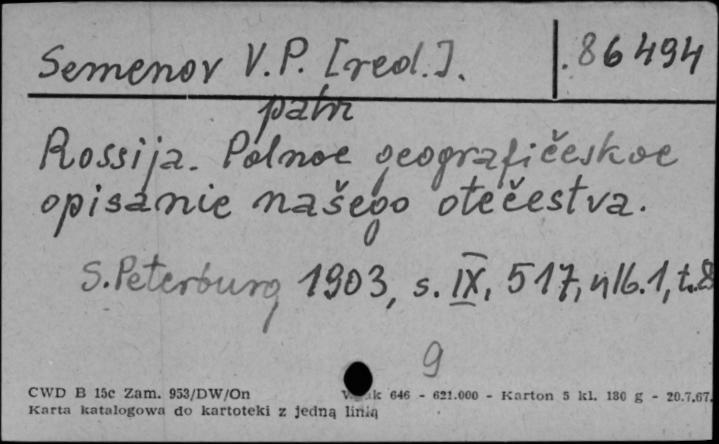 Semenov V.P. [red.]. .86494
patr
Rossija. Polnoe geografičeskoe
opisanie našego otečestva.
S. Peterburg 1903, s. IX, 517, 1, t.
9
CWD B 15c Zam. 953/DW/On 646 - 621.000 - Karton 5 kl. 180 g - 20.7.67.
Karta katalogowa do kartoteki z jedną linią